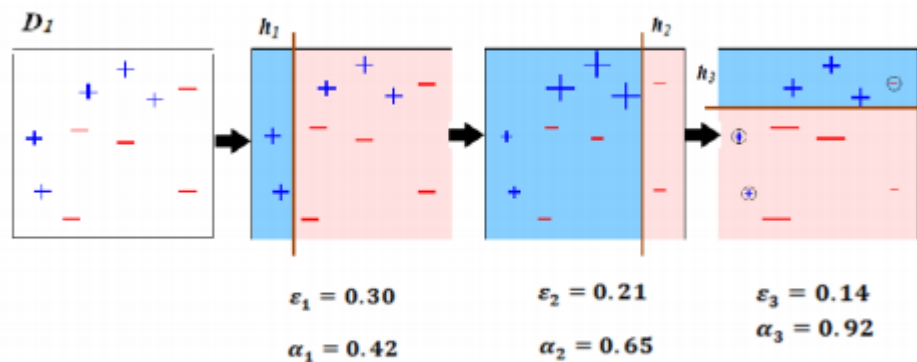 D1
h1
h2
h3
ε1 = 0.30
ε2 = 0.21
ε3 = 0.14
α1 = 0.42
α2 = 0.65
α3 = 0.92